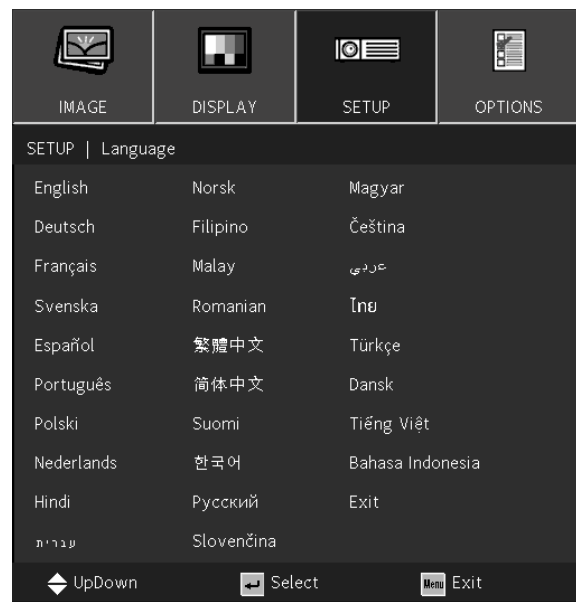 IMAGE DISPLAY SETUP OPTIONS
SETUP | Language
English Norsk Magyar
Deutsch Filipino Čeština
Français Malay عربي
Svenska Romanian ไทย
Español 繁體中文 Türkçe
Português 简体中文 Dansk
Polski Suomi Tiếng Việt
Nederlands 한국어 Bahasa Indonesia
Hindi Русский Exit
עברית Slovenčina
UpDown Select Menu Exit